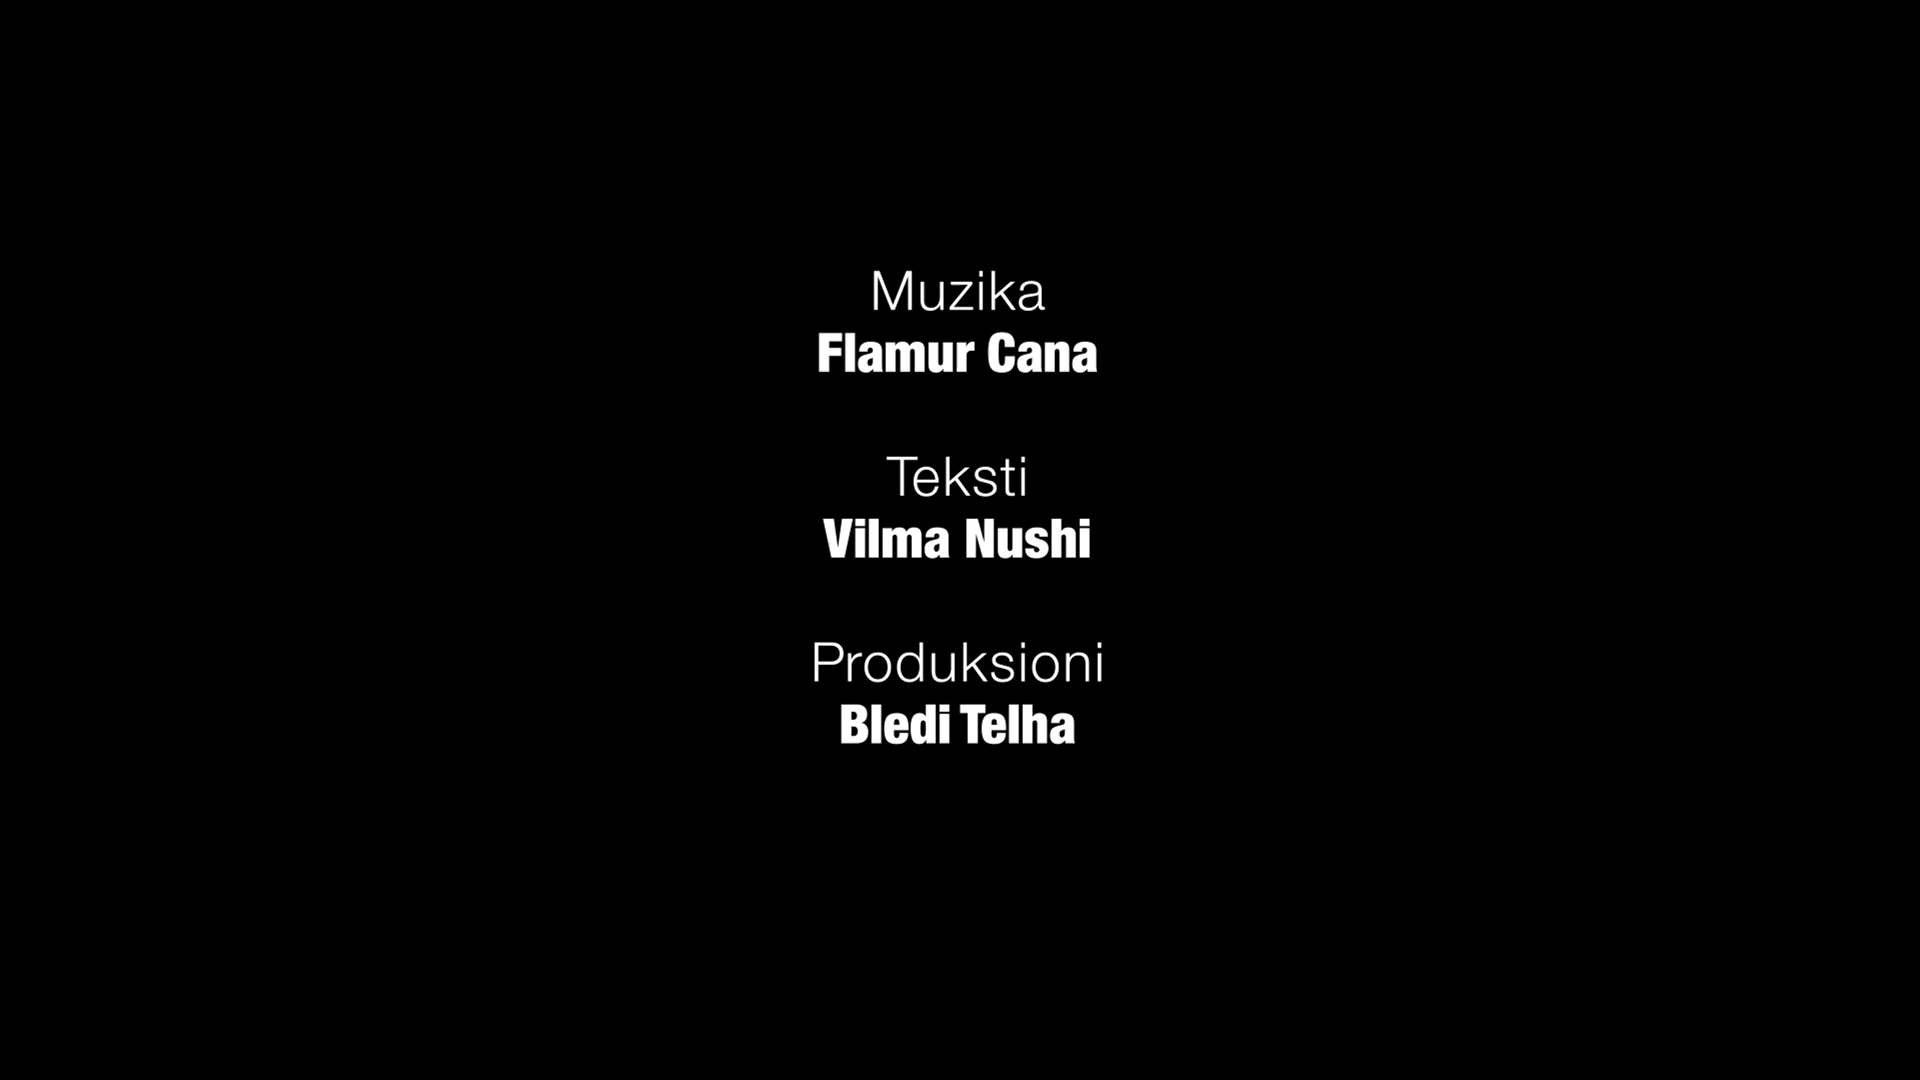 Muzika
Flamur Cana
Teksti
Vilma Nushi
Produksioni
Bledi Telha